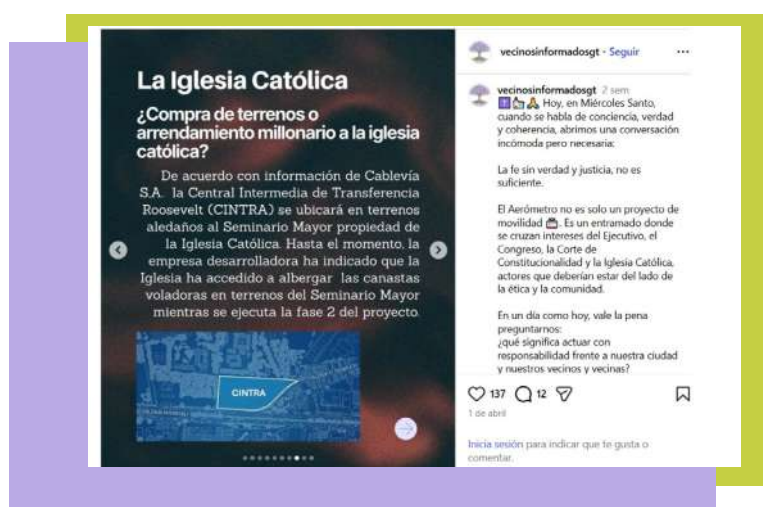 La Iglesia Católica
¿Compra de terrenos o
arrendamiento millonario a la iglesia
católica?
De acuerdo con información de Cablevía
S.A. la Central Intermedia de Transferencia
Roosevelt (CINTRA) se ubicará en terrenos
aledaños al Seminario Mayor propiedad de
la Iglesia Católica. Hasta el momento, la
empresa desarrolladora ha indicado que la
Iglesia ha accedido a albergar las canastas
voladoras en terrenos del Seminario Mayor
mientras se ejecuta la fase 2 del proyecto.
CINTRA
vecinosinformadosgt • Seguir
vecinosinformadosgt 2 sem
Hoy, en Miércoles Santo,
cuando se habla de conciencia, verdad
y coherencia, abrimos una conversación
incómoda pero necesaria:
La fe sin verdad y justicia, no es
suficiente.
El Aerómetro no es solo un proyecto de
movilidad. Es un entramado donde
se cruzan intereses del Ejecutivo, el
Congreso, la Corte de
Constitucionalidad y la Iglesia Católica,
actores que deberían estar del lado de
la ética y la comunidad.
En un día como hoy, vale la pena
preguntarnos:
¿qué significa actuar con
responsabilidad frente a nuestra ciudad
y nuestros vecinos y vecinas?
137 12
1 de abril
Inicia sesión para indicar que te gusta o
comentar.